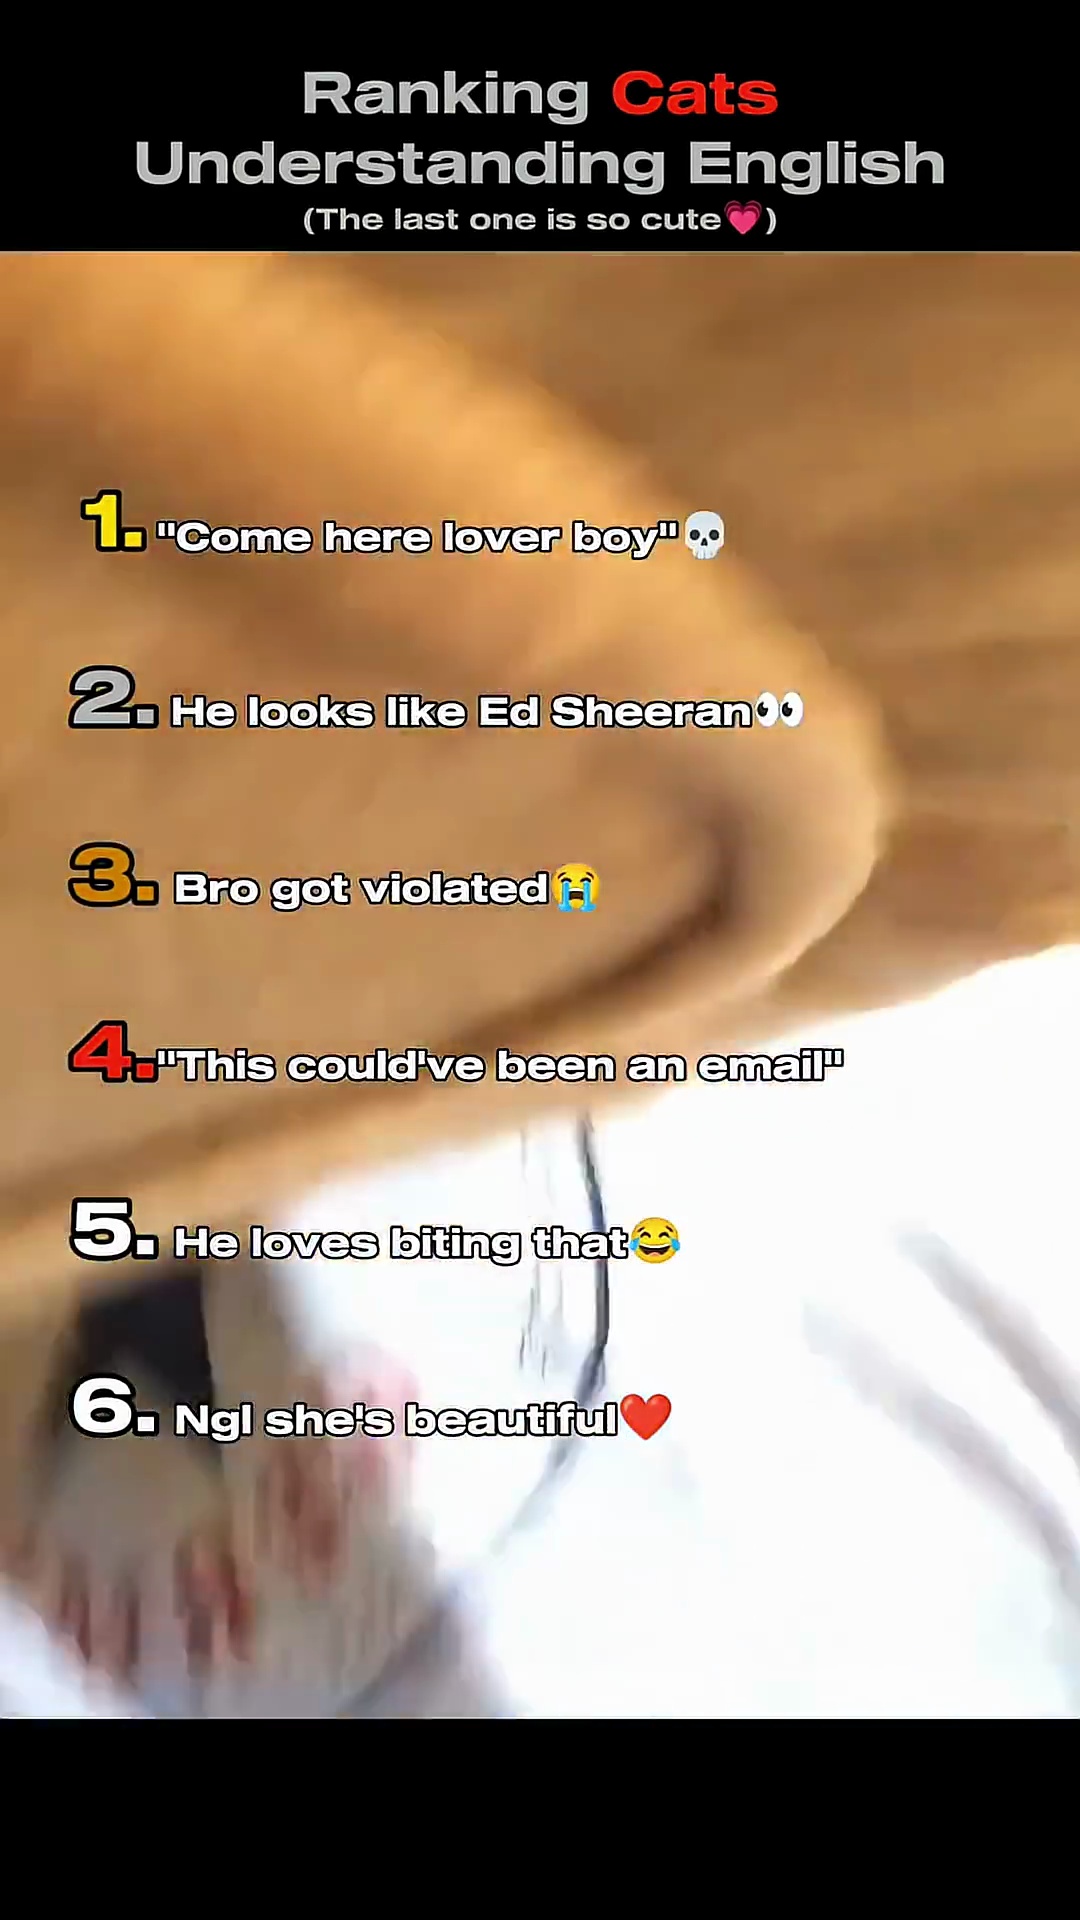 Ranking Cats
Understanding English
(The last one is so cute💗)
1. "Come here lover boy"💀
2. He looks like Ed Sheeran👀
3. Bro got violated😭
4."This could've been an email"
5. He loves biting that😂
6. Ngl she's beautiful❤️